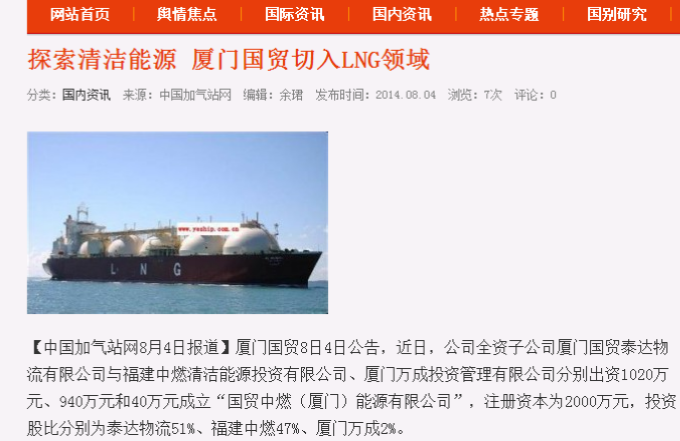 网站首页 舆情焦点 国际资讯 国内资讯 热点专题 国别研究
探索清洁能源 厦门国贸切入LNG领域
分类：国内资讯 来源：中国加气站网 编辑：余珺 发布时间：2014.08.04 浏览：7次 评论：0
www.yeship.com.cn
L N G
【中国加气站网8月4日报道】厦门国贸8日4日公告，近日，公司全资子公司厦门国贸泰达物
流有限公司与福建中燃清洁能源投资有限公司、厦门万成投资管理有限公司分别出资1020万
元、940万元和40万元成立“国贸中燃（厦门）能源有限公司”，注册资本为2000万元，投资
股比分别为泰达物流51%、福建中燃47%、厦门万成2%。